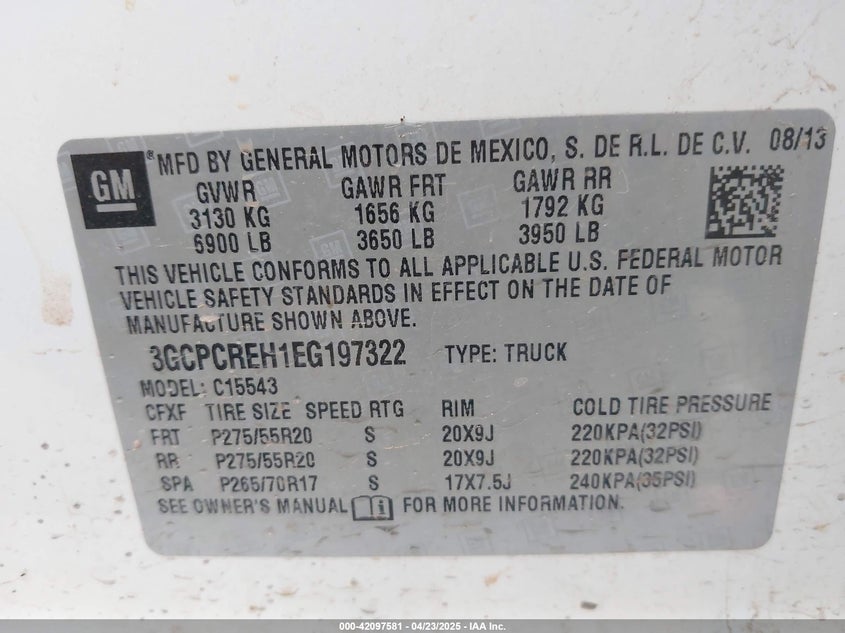 GM ® MFD BY GENERAL MOTORS DE MEXICO, S. DE R.L. DE C.V. 08/13
GVWR GAWR FRT GAWR RR
3130 KG 1656 KG 1792 KG
6900 LB 3650 LB 3950 LB
THIS VEHICLE CONFORMS TO ALL APPLICABLE U.S. FEDERAL MOTOR
VEHICLE SAFETY STANDARDS IN EFFECT ON THE DATE OF
MANUFACTURE SHOWN ABOVE.
3GCPCREH1EG197322 TYPE: TRUCK
MODEL: C15543
CFXF TIRE SIZE SPEED RTG RIM COLD TIRE PRESSURE
FRT P275/55R20 S 20X9J 220KPA(32PSI)
RR P275/55R20 S 20X9J 220KPA(32PSI)
SPA P265/70R17 S 17X7.5J 240KPA(35PSI)
SEE OWNER'S MANUAL i FOR MORE INFORMATION.
000-42097581 - 04/23/2025 - IAA Inc.